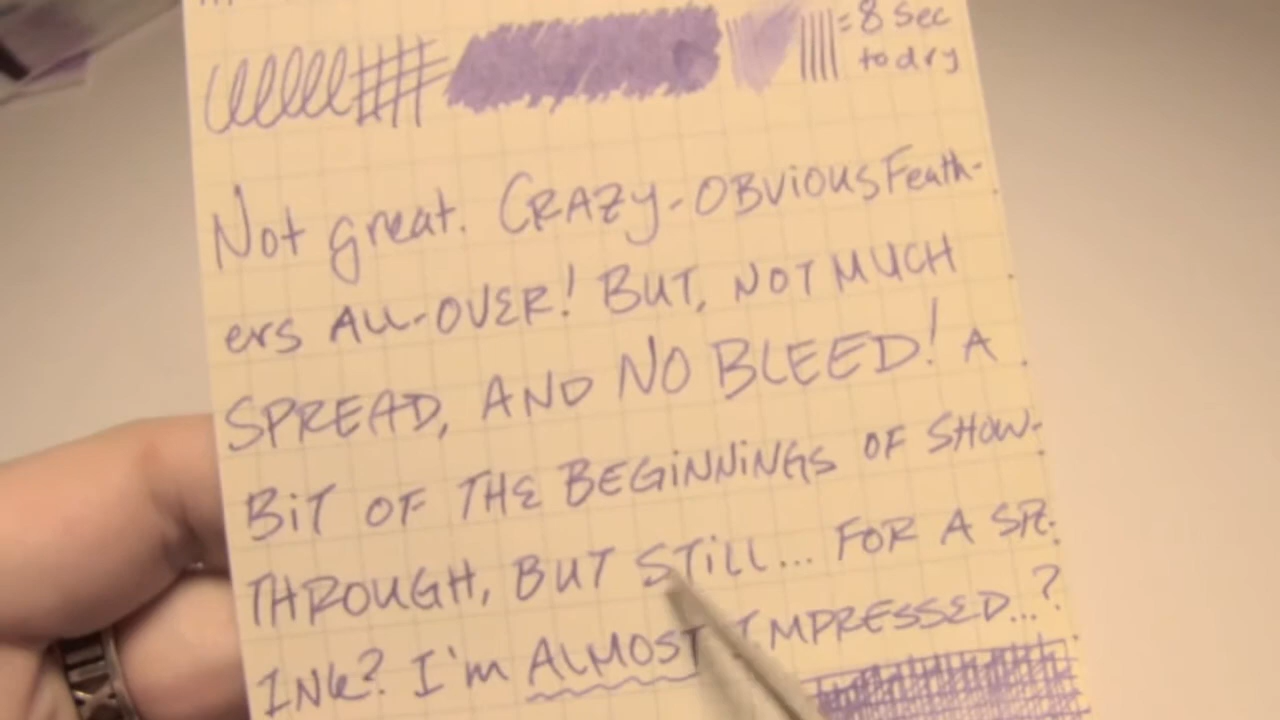 = 8 Sec
to dry
Not great. CRAZY-OBViOUS Feath-
ers ALL-OVER! BUT, NOT MUCH
SPREAD, AND NO BLEED! A
BiT OF THE BEGiNNiNGS OF SHOW-
THROUGH, BUT STiLL... FOR A SP.
INK? I'm ALMOST IMPRESSED...?